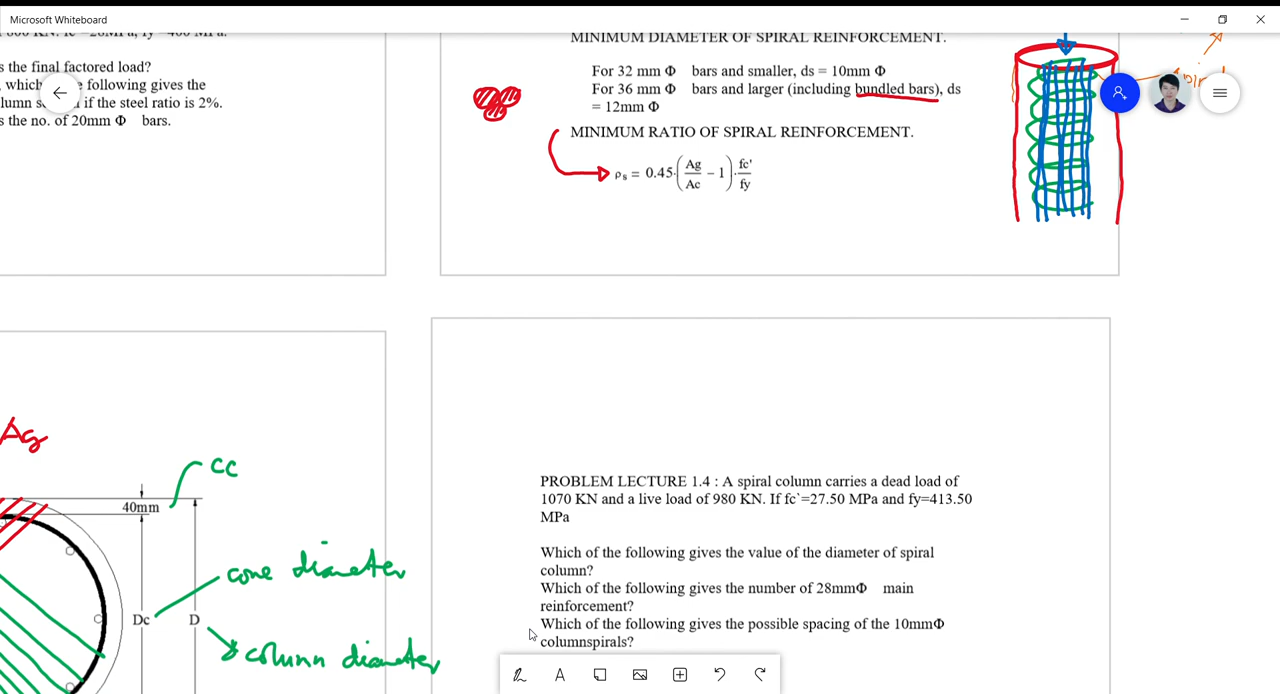 Microsoft Whiteboard
s the final factored load?
following gives the
if the steel ratio is 2%.
s the no. of 20mm Φ bars.
MINIMUM DIAMETER OF SPIRAL REINFORCEMENT.
For 32 mm Φ bars and smaller, ds = 10mm Φ
For 36 mm Φ bars and larger (including bundled bars), ds
= 12mm Φ
MINIMUM RATIO OF SPIRAL REINFORCEMENT.
ρs = 0.45·(Ag/Ac − 1)·fc'/fy
Ag
CC
40mm
core diameter
Dc
D
column diameter
PROBLEM LECTURE 1.4 : A spiral column carries a dead load of
1070 KN and a live load of 980 KN. If fc`=27.50 MPa and fy=413.50
MPa
Which of the following gives the value of the diameter of spiral
column?
Which of the following gives the number of 28mmΦ main
reinforcement?
Which of the following gives the possible spacing of the 10mmΦ
columnspirals?
A